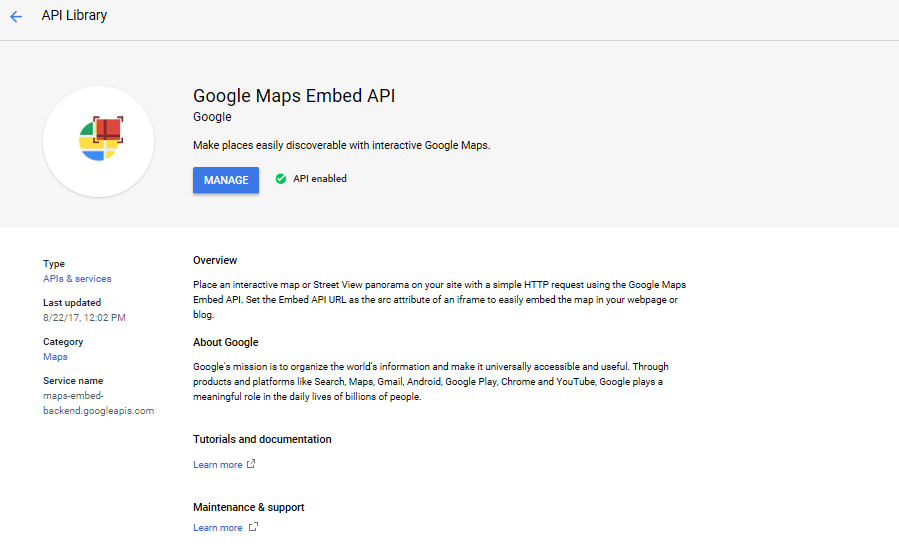 API Library
Google Maps Embed API
Google
Make places easily discoverable with interactive Google Maps.
MANAGE
API enabled
Type
APIs & services
Last updated
8/22/17, 12:02 PM
Category
Maps
Service name
maps-embed-
backend.googleapis.com
Overview
Place an interactive map or Street View panorama on your site with a simple HTTP request using the Google Maps
Embed API. Set the Embed API URL as the src attribute of an iframe to easily embed the map in your webpage or
blog.
About Google
Google's mission is to organize the world's information and make it universally accessible and useful. Through
products and platforms like Search, Maps, Gmail, Android, Google Play, Chrome and YouTube, Google plays a
meaningful role in the daily lives of billions of people.
Tutorials and documentation
Learn more
Maintenance & support
Learn more